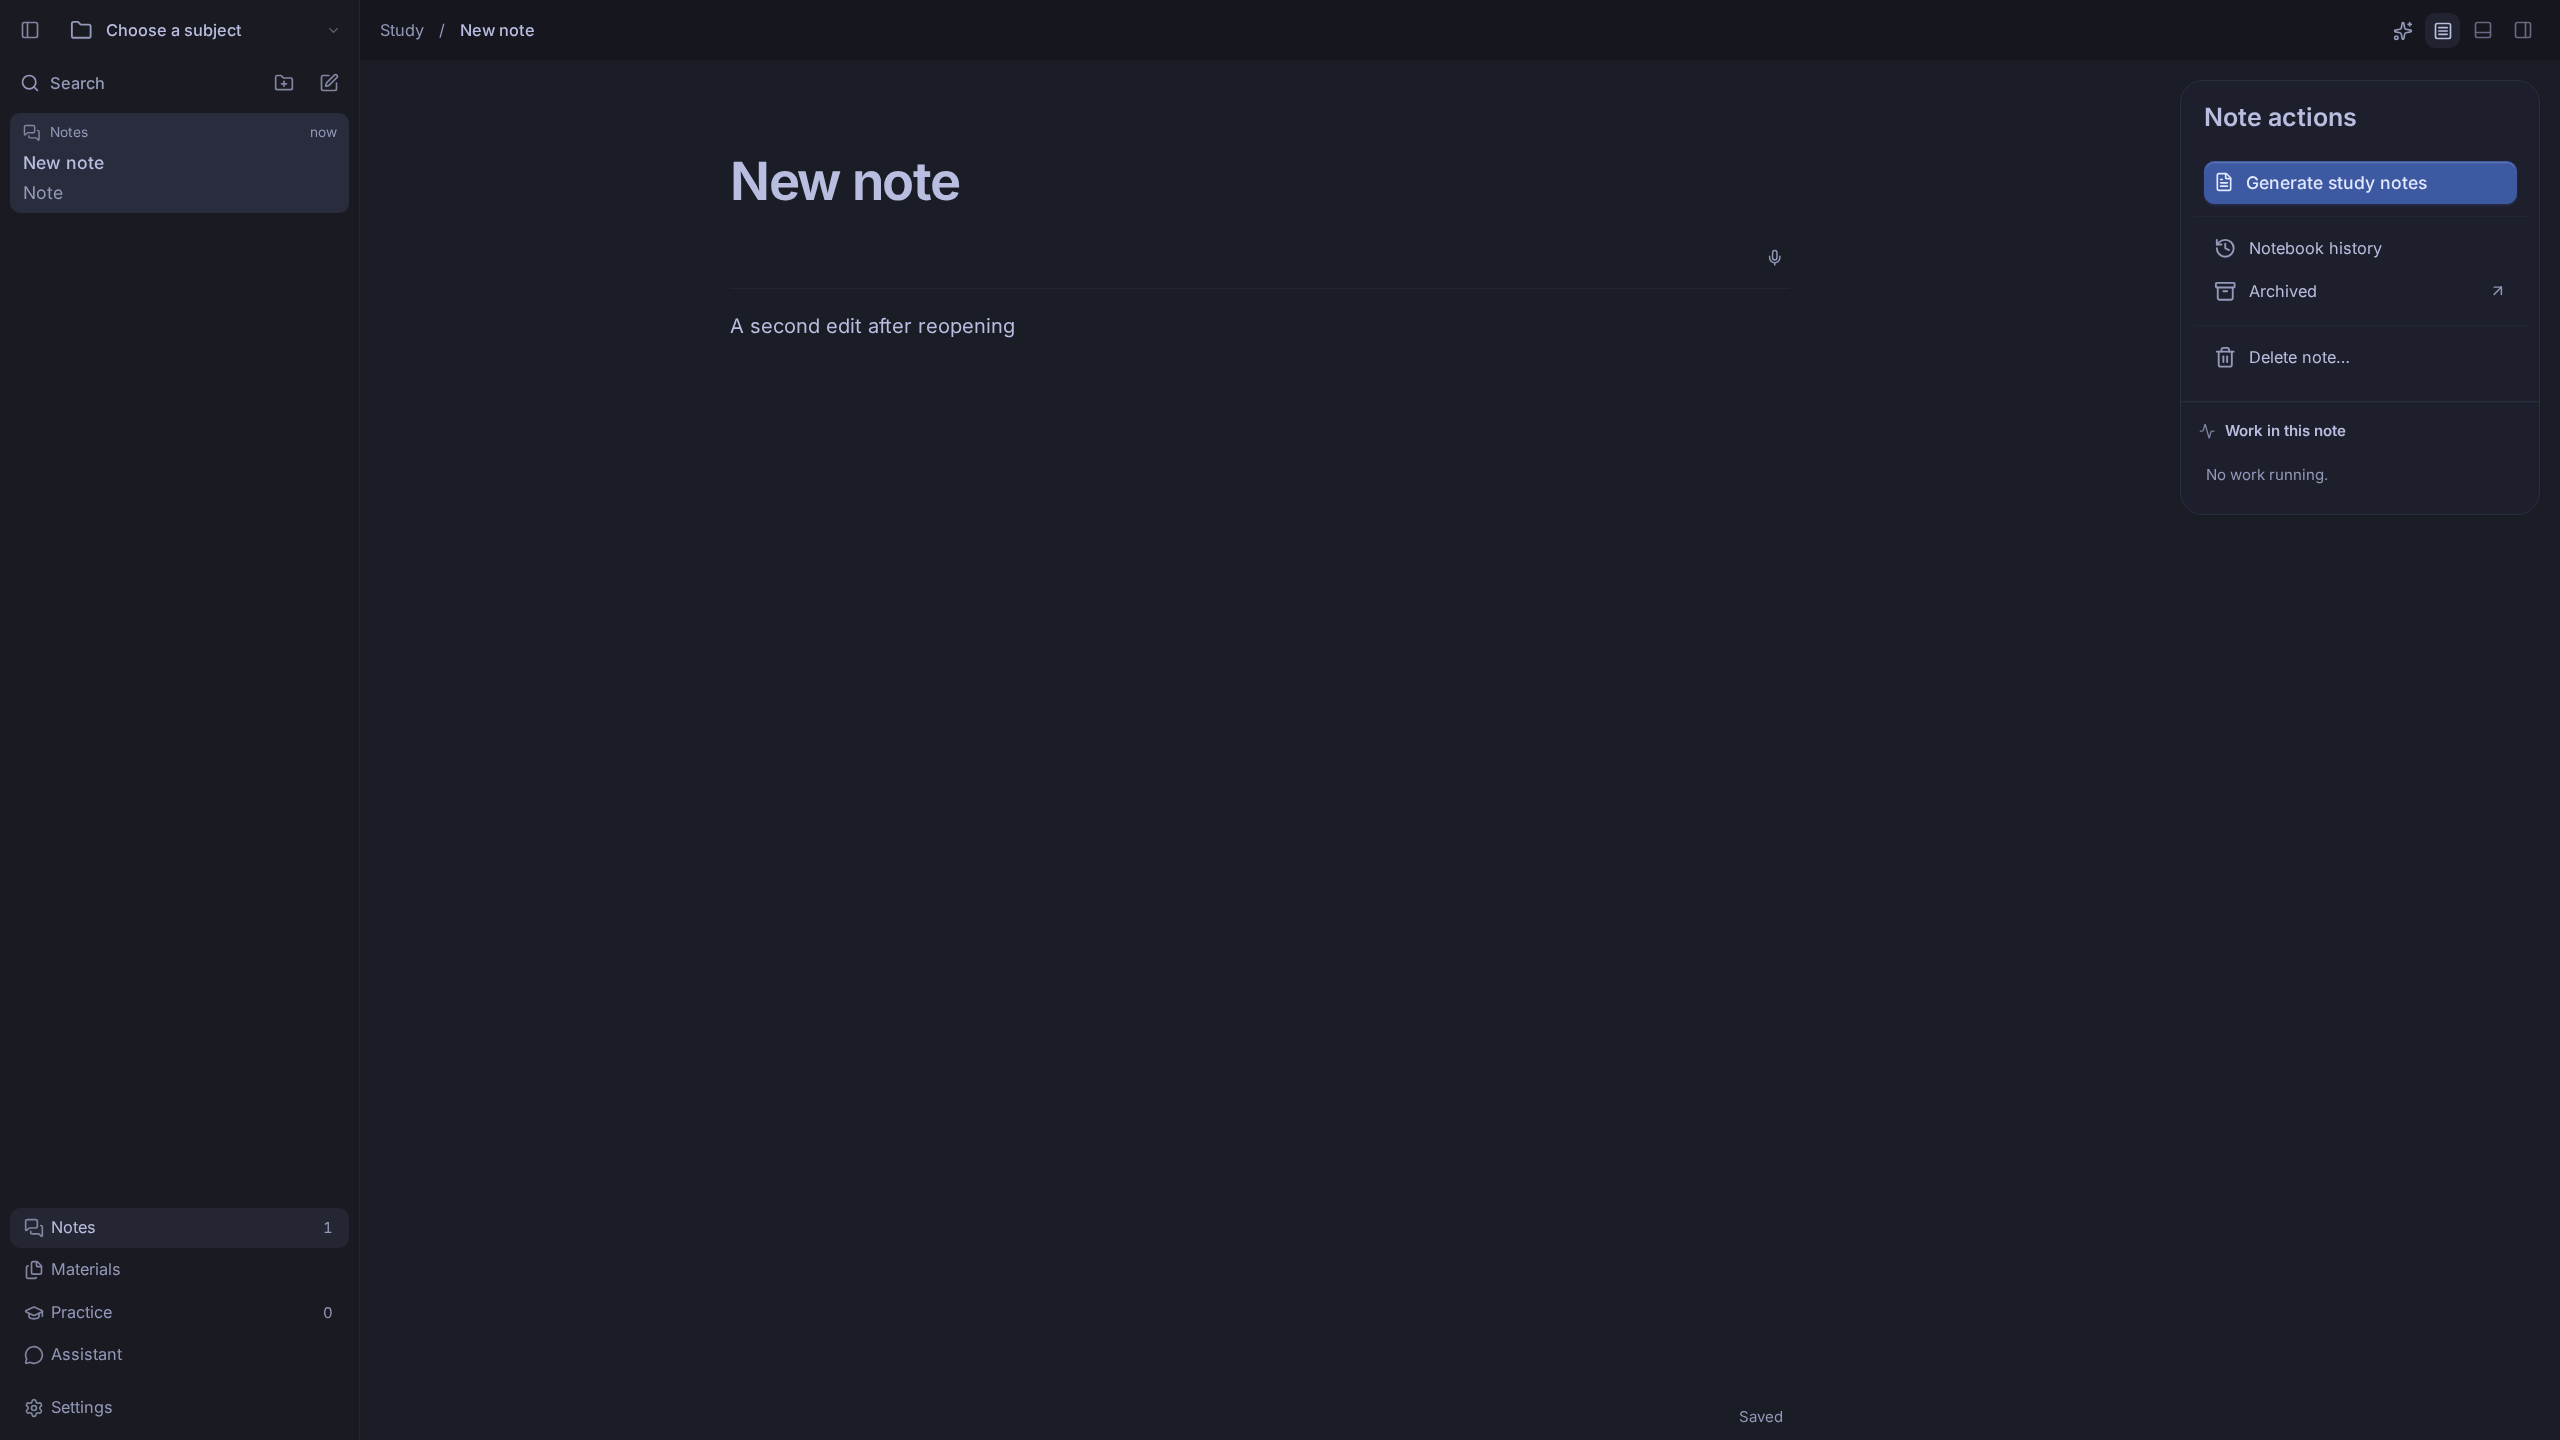 Choose a subject
Search
Notes now
New note
Note
Notes 1
Materials
Practice 0
Assistant
Settings
Study / New note
New note
A second edit after reopening
Saved
Note actions
Generate study notes
Notebook history
Archived
Delete note...
Work in this note
No work running.